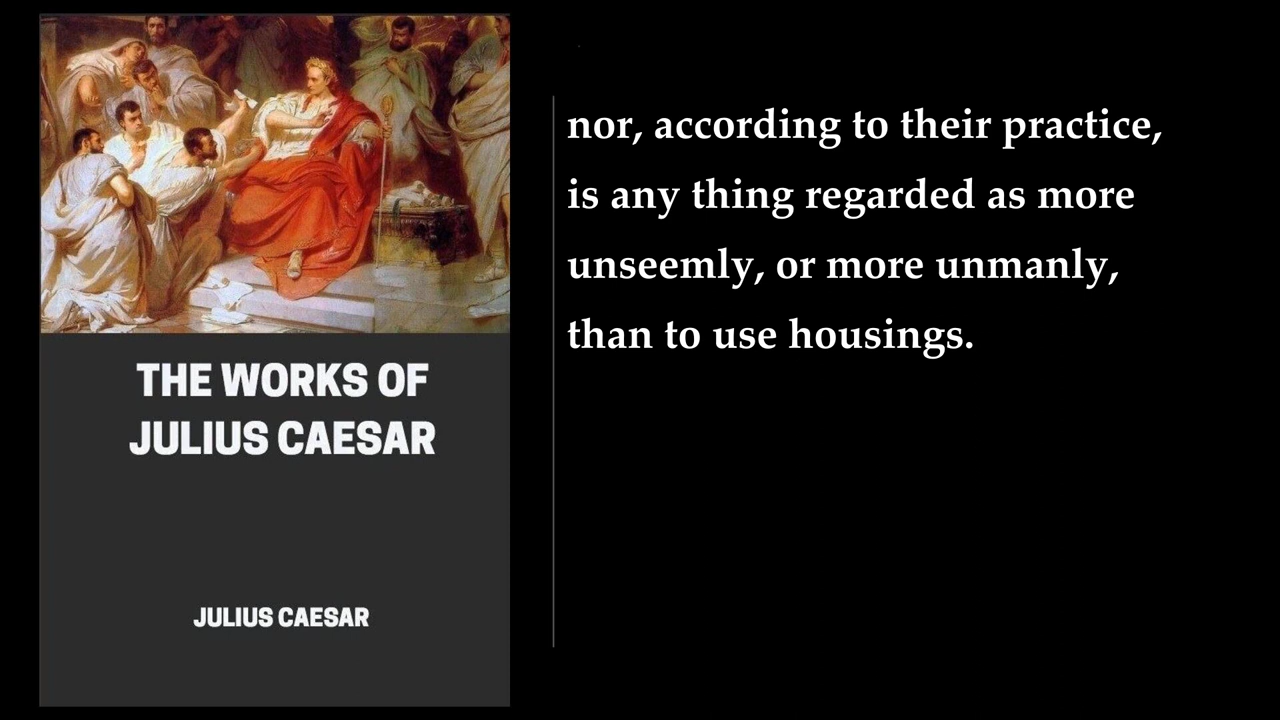 THE WORKS OF
JULIUS CAESAR
JULIUS CAESAR
nor, according to their practice,
is any thing regarded as more
unseemly, or more unmanly,
than to use housings.